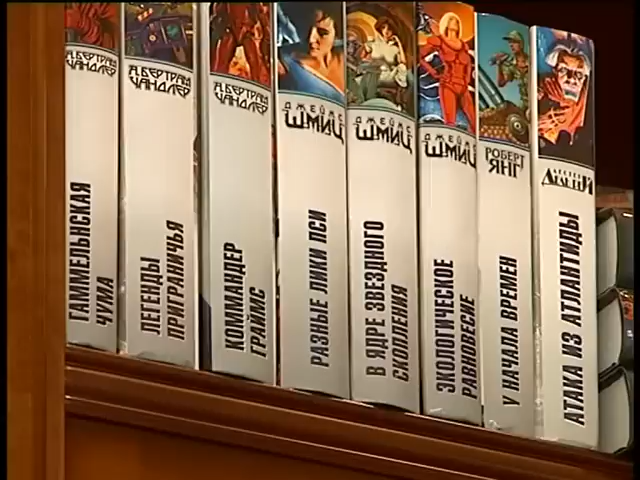 А. БЕРТРАМ
ЧАНДЛЕР
ГАММЕЛЬНСКАЯ
ЧУМА
А. БЕРТРАМ
ЧАНДЛЕР
ЛЕГЕНДЫ
ПРИГРАНИЧЬЯ
А. БЕРТРАМ
ЧАНДЛЕР
КОММАНДЕР
ГРАЙМС
ДЖЕЙМС
ШМИЦ
РАЗНЫЕ ЛИКИ ПСИ
ДЖЕЙМС
ШМИЦ
В ЯДРЕ ЗВЕЗДНОГО
СКОПЛЕНИЯ
ДЖЕЙМС
ШМИЦ
ЭКОЛОГИЧЕСКОЕ
РАВНОВЕСИЕ
РОБЕРТ
ЯНГ
У НАЧАЛА ВРЕМЕН
ЛЕСТЕР
ДЕЛЬ РЕЙ
АТАКА ИЗ АТЛАНТИДЫ